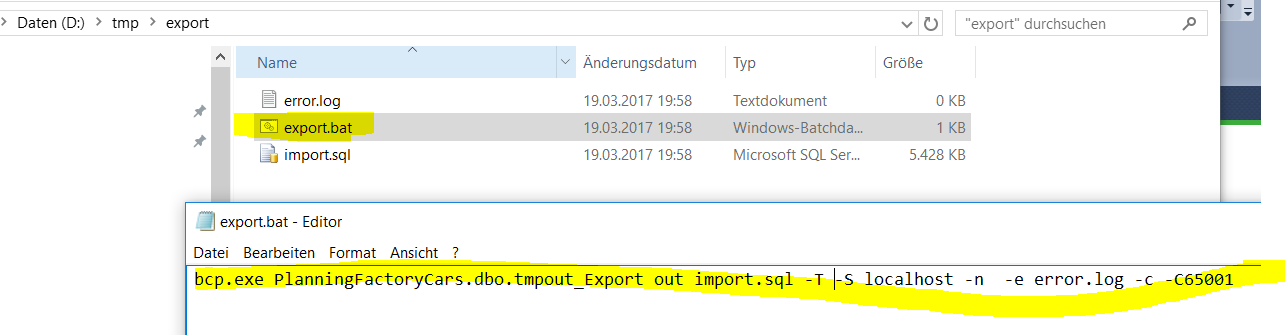 Daten (D:) > tmp > export
"export" durchsuchen
Name Änderungsdatum Typ Größe
error.log 19.03.2017 19:58 Textdokument 0 KB
export.bat 19.03.2017 19:58 Windows-Batchda... 1 KB
import.sql 19.03.2017 19:58 Microsoft SQL Ser... 5.428 KB
export.bat - Editor
Datei Bearbeiten Format Ansicht ?
bcp.exe PlanningFactoryCars.dbo.tmpout_Export out import.sql -T -S localhost -n  -e error.log -c -C65001